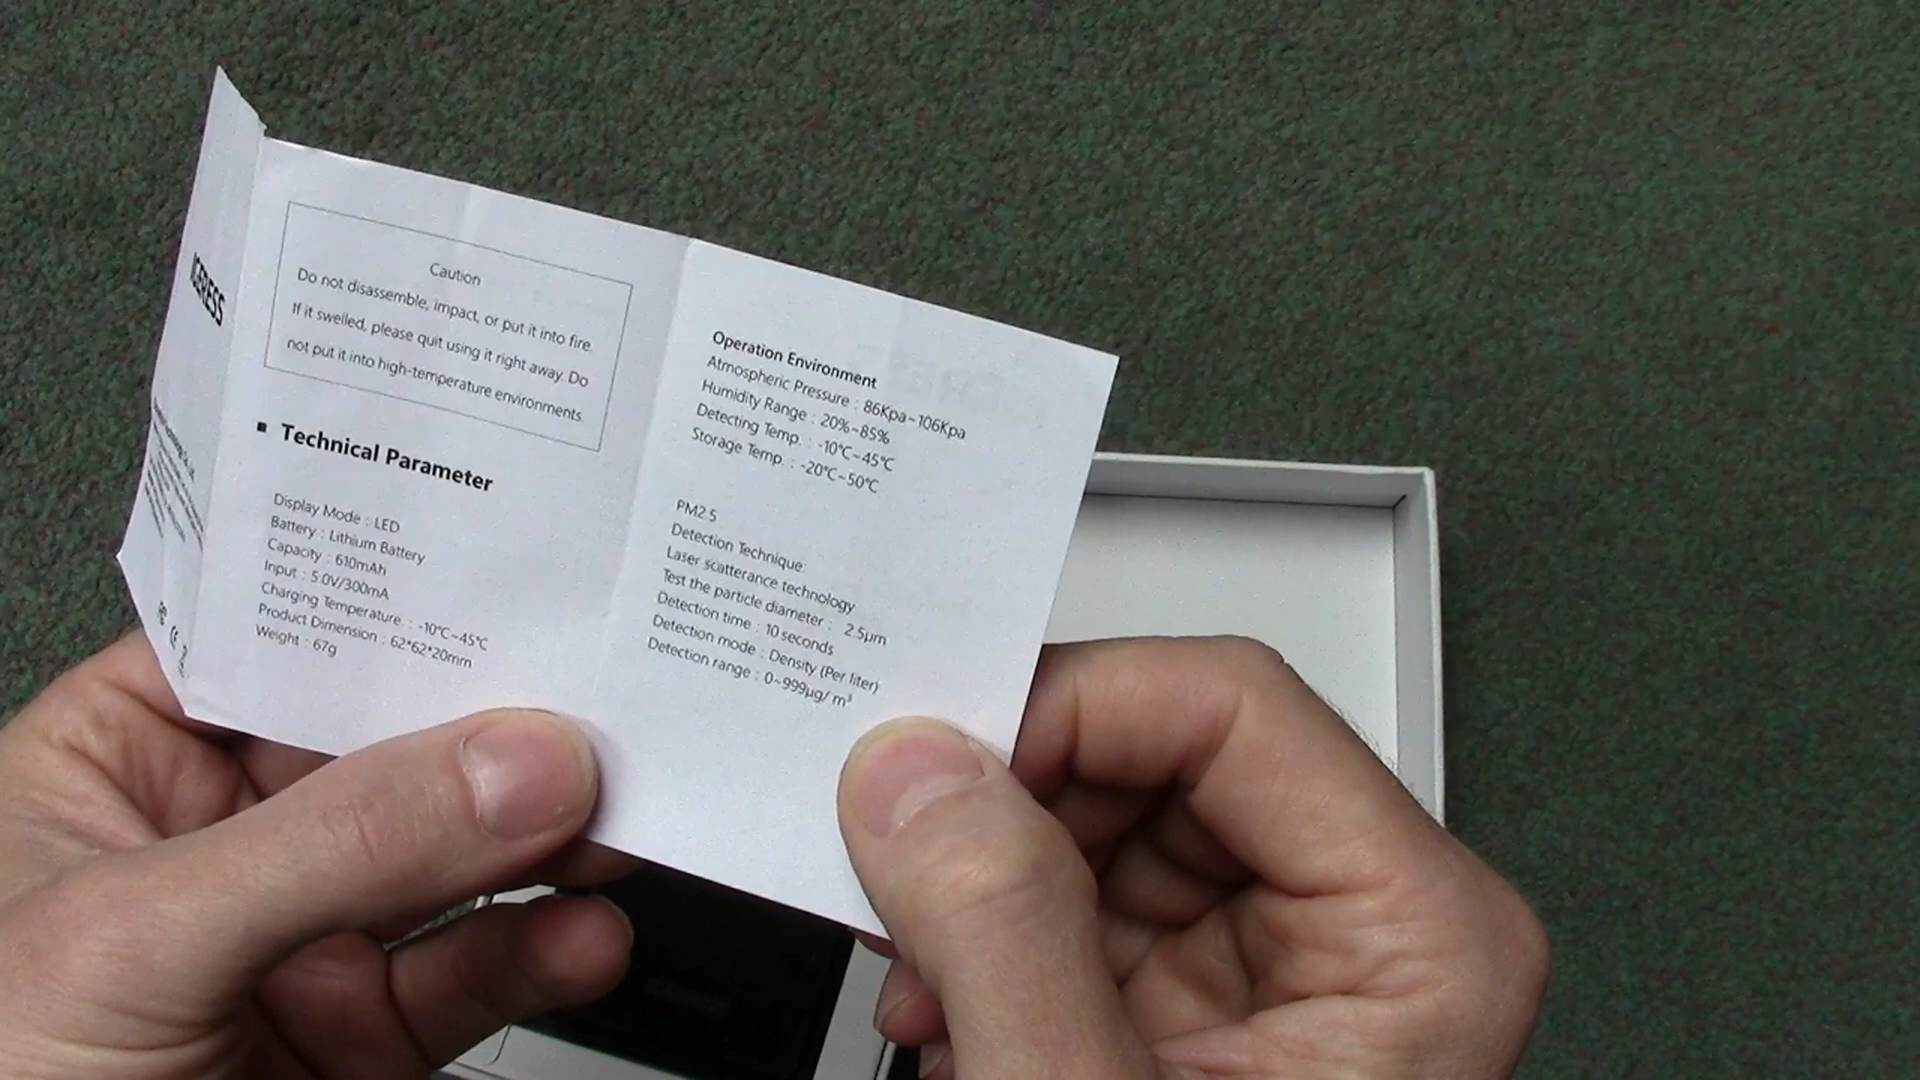 ICERESS
Caution
Do not disassemble, impact, or put it into fire.
If it swelled, please quit using it right away. Do
not put it into high-temperature environments.
■ Technical Parameter
Display Mode : LED
Battery : Lithium Battery
Capacity : 610mAh
Input : 5.0V/300mA
Charging Temperature : -10℃~45℃
Product Dimension : 62*62*20mm
Weight : 67g
Operation Environment
Atmospheric Pressure : 86Kpa~106Kpa
Humidity Range : 20%~85%
Detecting Temp. : -10℃~45℃
Storage Temp. : -20℃~50℃
PM2.5
Detection Technique:
Laser scatterance technology
Test the particle diameter : 2.5μm
Detection time : 10 seconds
Detection mode : Density (Per liter)
Detection range : 0~999μg/ m³